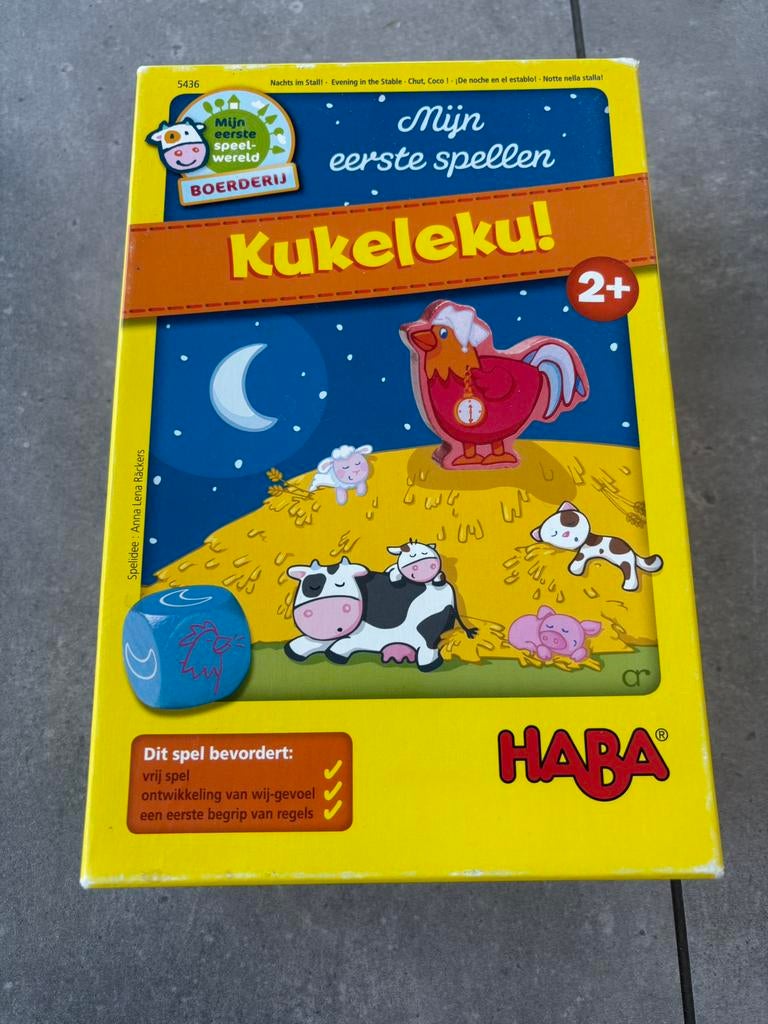 5436
Nachts im Stall! · Evening in the Stable · Chut, Coco ! · ¡De noche en el establo! · Notte nella stalla!
Mijn
eerste
speel-
wereld
BOERDERIJ
Mijn
eerste spellen
Kukeleku!
2+
Spelidee : Anna Lena Räckers
cr
Dit spel bevordert:
vrij spel
ontwikkeling van wij-gevoel
een eerste begrip van regels
HABA®